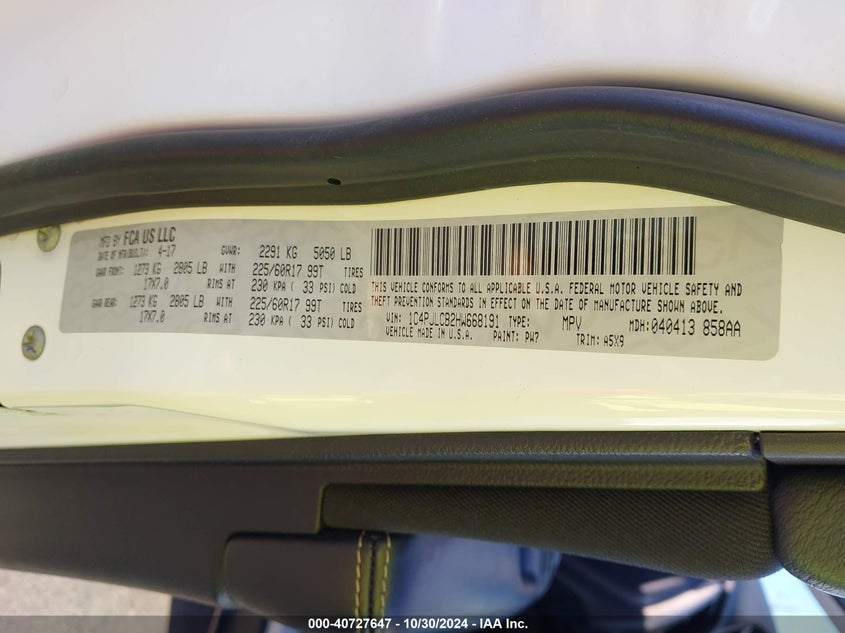 MFD BY FCA US LLC
DATE OF MFR(BUILT): 4-17 GVWR: 2291 KG 5050 LB
GAWR FRONT: 1273 KG 2805 LB WITH 225/60R17 99T TIRES
17X7.0 RIMS AT 230 KPA ( 33 PSI) COLD
GAWR REAR: 1273 KG 2805 LB WITH 225/60R17 99T TIRES
17X7.0 RIMS AT 230 KPA ( 33 PSI) COLD
THIS VEHICLE CONFORMS TO ALL APPLICABLE U.S.A. FEDERAL MOTOR VEHICLE SAFETY AND
THEFT PREVENTION STANDARDS IN EFFECT ON THE DATE OF MANUFACTURE SHOWN ABOVE.
VIN: 1C4PJLCB2HW668191 TYPE: MPV MDH: 040413 858AA
VEHICLE MADE IN U.S.A. PAINT: PW7 TRIM: A5X9
000-40727647 - 10/30/2024 - IAA Inc.